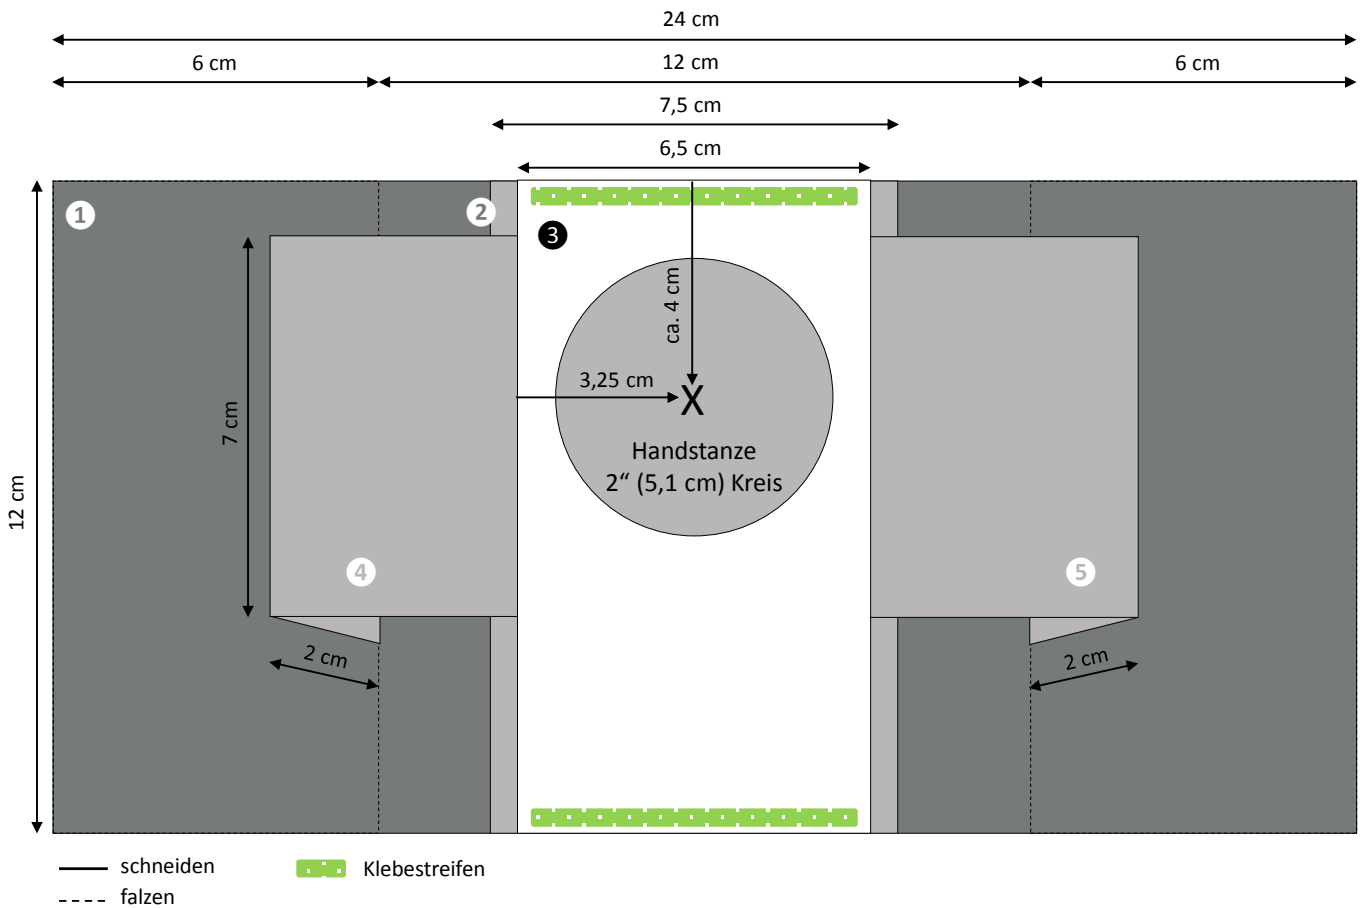 24 cm
6 cm
12 cm
6 cm
7,5 cm
6,5 cm
1
2
3
ca. 4 cm
3,25 cm
X
7 cm
Handstanze
2“ (5,1 cm) Kreis
12 cm
4
5
2 cm
2 cm
schneiden
Klebestreifen
falzen